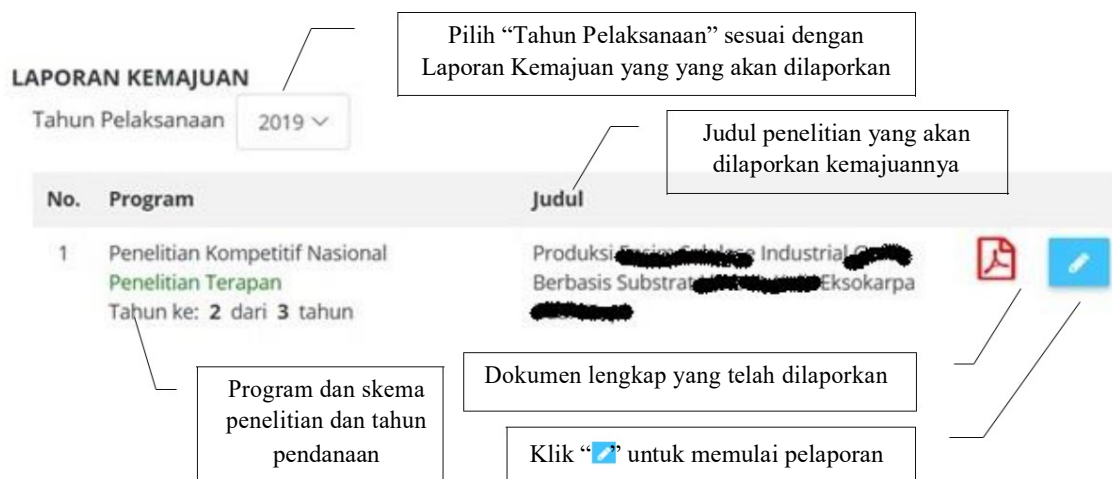 Pilih “Tahun Pelaksanaan” sesuai dengan
Laporan Kemajuan yang yang akan dilaporkan
LAPORAN KEMAJUAN
Tahun Pelaksanaan 2019
Judul penelitian yang akan
dilaporkan kemajuannya
No. Program Judul
1 Penelitian Kompetitif Nasional
Penelitian Terapan
Tahun ke: 2 dari 3 tahun
Produksi Industrial
Berbasis Substrat Eksokarpa
Dokumen lengkap yang telah dilaporkan
Program dan skema
penelitian dan tahun
pendanaan
Klik “ ” untuk memulai pelaporan